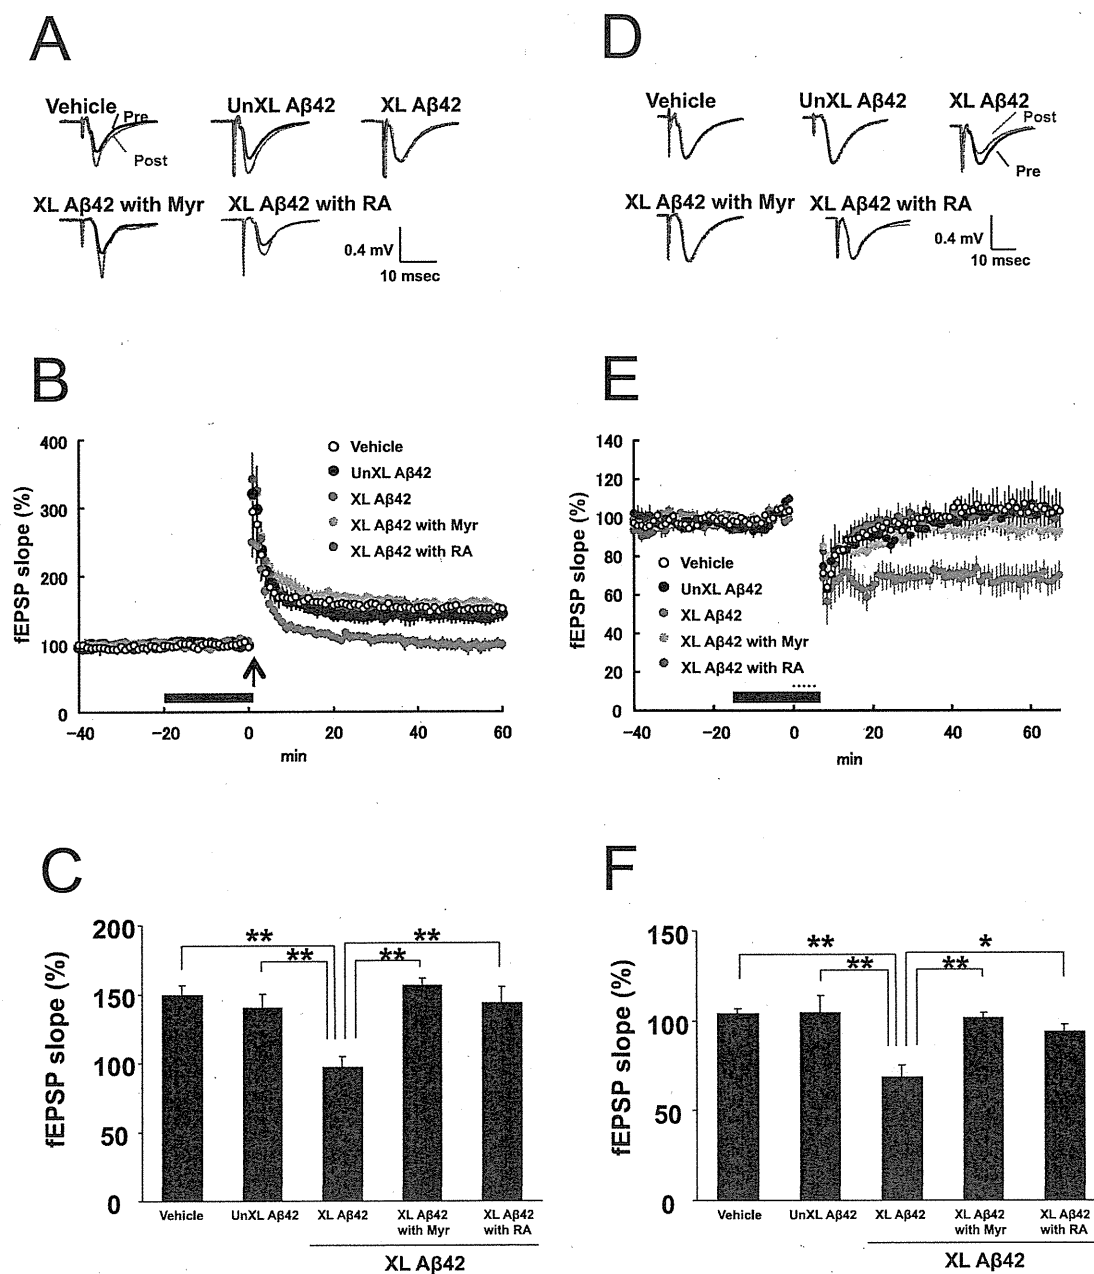 A
Vehicle
Pre
Post
UnXL Aβ42
XL Aβ42
XL Aβ42 with Myr
XL Aβ42 with RA
0.4 mV
10 msec
D
Vehicle
UnXL Aβ42
XL Aβ42
Post
Pre
XL Aβ42 with Myr
XL Aβ42 with RA
0.4 mV
10 msec
B
fEPSP slope (%)
400
300
200
100
0
Vehicle
UnXL Aβ42
XL Aβ42
XL Aβ42 with Myr
XL Aβ42 with RA
−40 −20 0 20 40 60
min
E
fEPSP slope (%)
140
120
100
80
60
40
20
0
Vehicle
UnXL Aβ42
XL Aβ42
XL Aβ42 with Myr
XL Aβ42 with RA
−40 −20 0 20 40 60
min
C
fEPSP slope (%)
200
150
100
50
0
** ** ** **
Vehicle UnXL Aβ42 XL Aβ42 XL Aβ42 with Myr XL Aβ42 with RA
XL Aβ42
F
fEPSP slope (%)
150
100
50
0
** ** ** *
Vehicle UnXL Aβ42 XL Aβ42 XL Aβ42 with Myr XL Aβ42 with RA
XL Aβ42